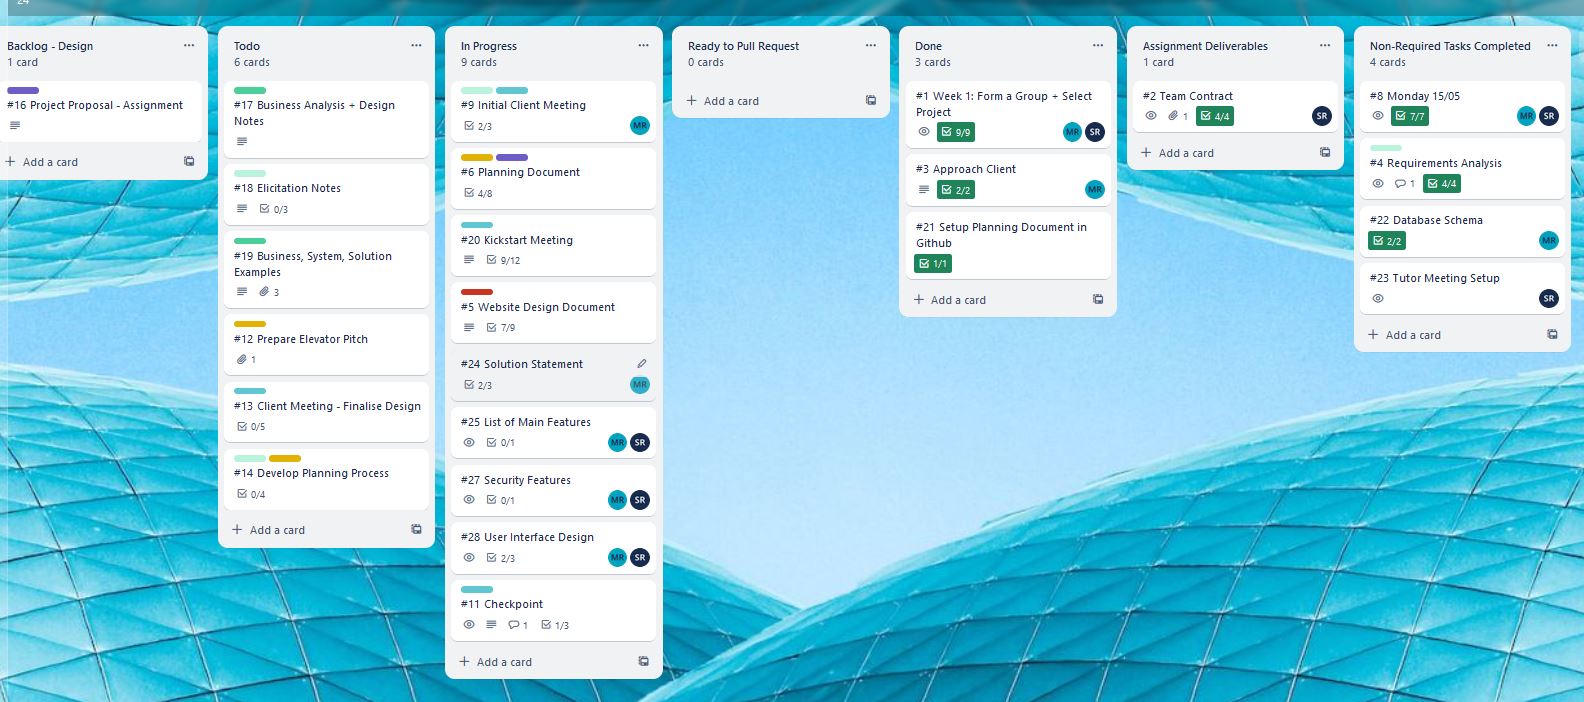 24
Backlog - Design
1 card
#16 Project Proposal - Assignment
+ Add a card
Todo
6 cards
#17 Business Analysis + Design
Notes
#18 Elicitation Notes
0/3
#19 Business, System, Solution
Examples
3
#12 Prepare Elevator Pitch
1
#13 Client Meeting - Finalise Design
0/5
#14 Develop Planning Process
0/4
+ Add a card
In Progress
9 cards
#9 Initial Client Meeting
2/3 MR
#6 Planning Document
4/8
#20 Kickstart Meeting
9/12
#5 Website Design Document
7/9
#24 Solution Statement
2/3 MR
#25 List of Main Features
0/1 MR SR
#27 Security Features
0/1 MR SR
#28 User Interface Design
2/3 MR SR
#11 Checkpoint
1 1/3
+ Add a card
Ready to Pull Request
0 cards
+ Add a card
Done
3 cards
#1 Week 1: Form a Group + Select
Project
9/9 MR SR
#3 Approach Client
2/2 MR
#21 Setup Planning Document in
Github
1/1
+ Add a card
Assignment Deliverables
1 card
#2 Team Contract
1 4/4 SR
+ Add a card
Non-Required Tasks Completed
4 cards
#8 Monday 15/05
7/7 MR SR
#4 Requirements Analysis
1 4/4
#22 Database Schema
2/2 MR
#23 Tutor Meeting Setup
SR
+ Add a card